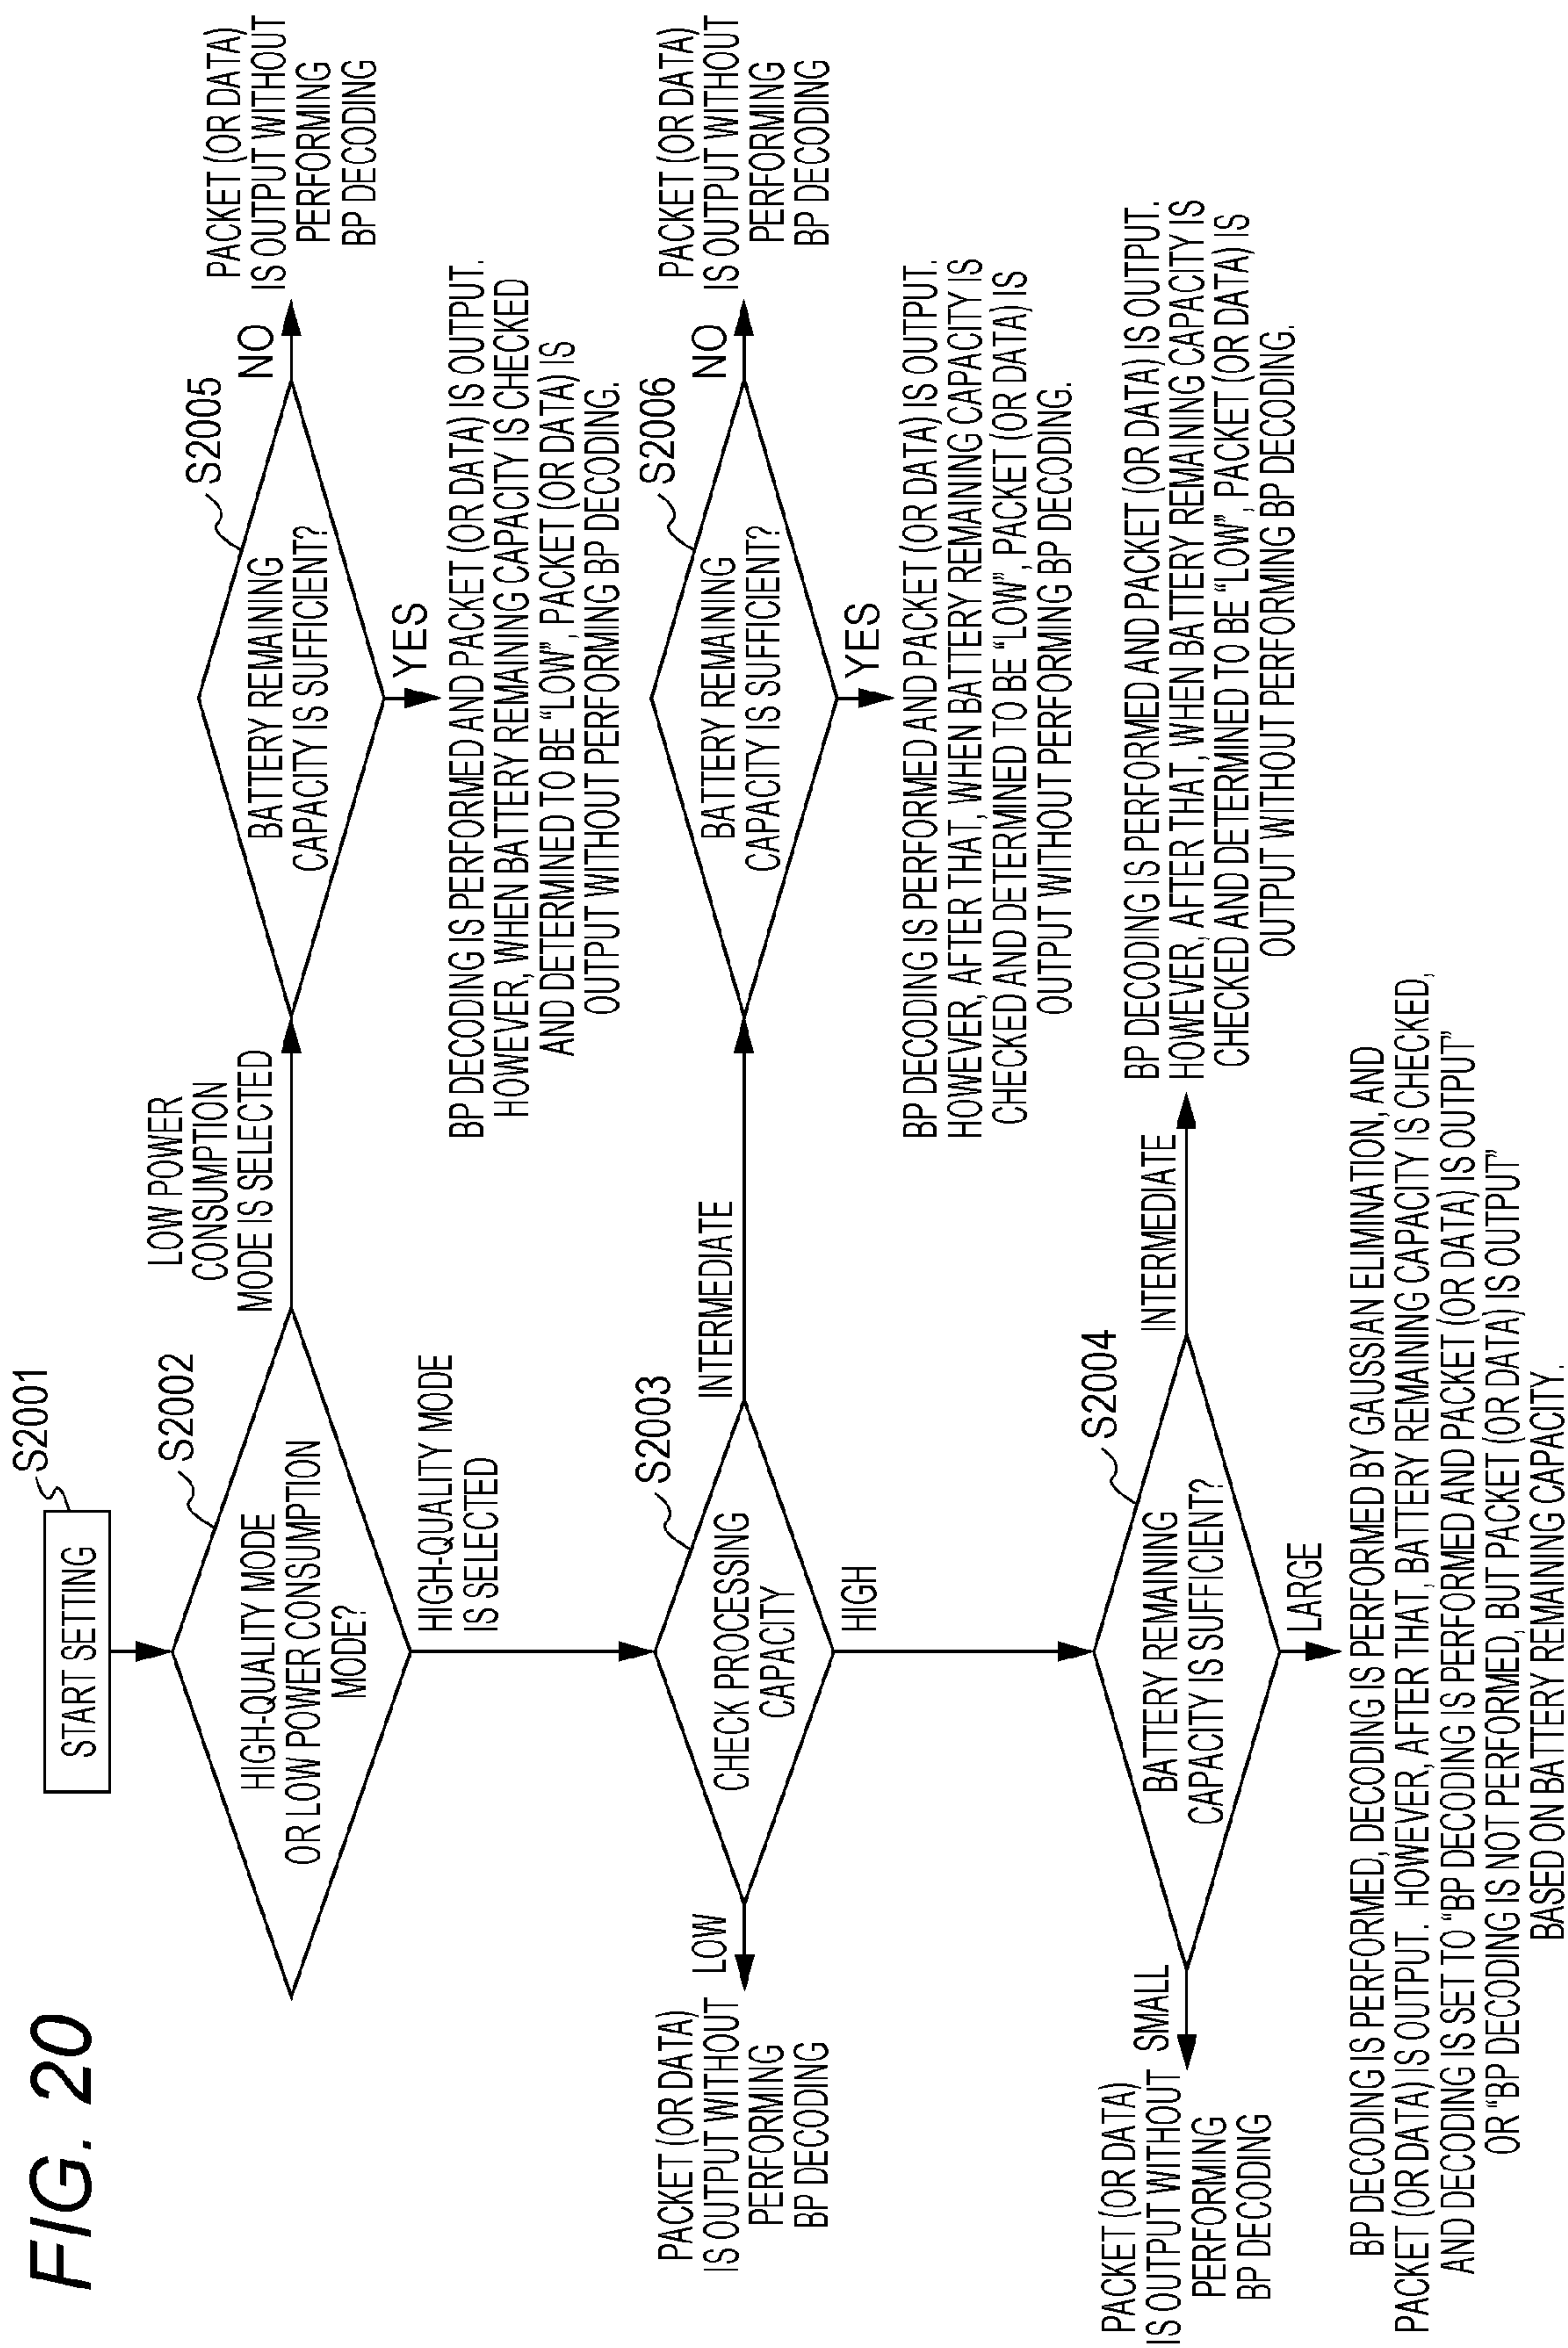 FIG. 20
START SETTING
S2001
HIGH-QUALITY MODE
OR LOW POWER CONSUMPTION
MODE?
S2002
LOW POWER
CONSUMPTION
MODE IS SELECTED
BATTERY REMAINING
CAPACITY IS SUFFICIENT?
S2005
NO
PACKET (OR DATA)
IS OUTPUT WITHOUT
PERFORMING
BP DECODING
YES
BP DECODING IS PERFORMED AND PACKET (OR DATA) IS OUTPUT.
HOWEVER, WHEN BATTERY REMAINING CAPACITY IS CHECKED
AND DETERMINED TO BE “LOW”, PACKET (OR DATA) IS
OUTPUT WITHOUT PERFORMING BP DECODING.
HIGH-QUALITY MODE
IS SELECTED
CHECK PROCESSING
CAPACITY
S2003
LOW
PACKET (OR DATA)
IS OUTPUT WITHOUT
PERFORMING
BP DECODING
INTERMEDIATE
BATTERY REMAINING
CAPACITY IS SUFFICIENT?
S2006
NO
PACKET (OR DATA)
IS OUTPUT WITHOUT
PERFORMING
BP DECODING
YES
BP DECODING IS PERFORMED AND PACKET (OR DATA) IS OUTPUT.
HOWEVER, AFTER THAT, WHEN BATTERY REMAINING CAPACITY IS
CHECKED AND DETERMINED TO BE “LOW”, PACKET (OR DATA) IS
OUTPUT WITHOUT PERFORMING BP DECODING.
HIGH
BATTERY REMAINING
CAPACITY IS SUFFICIENT?
S2004
SMALL
PACKET (OR DATA)
IS OUTPUT WITHOUT
PERFORMING
BP DECODING
INTERMEDIATE
BP DECODING IS PERFORMED AND PACKET (OR DATA) IS OUTPUT.
HOWEVER, AFTER THAT, WHEN BATTERY REMAINING CAPACITY IS
CHECKED AND DETERMINED TO BE “LOW”, PACKET (OR DATA) IS
OUTPUT WITHOUT PERFORMING BP DECODING.
LARGE
BP DECODING IS PERFORMED, DECODING IS PERFORMED BY GAUSSIAN ELIMINATION, AND
PACKET (OR DATA) IS OUTPUT. HOWEVER, AFTER THAT, BATTERY REMAINING CAPACITY IS CHECKED,
AND DECODING IS SET TO “BP DECODING IS PERFORMED AND PACKET (OR DATA) IS OUTPUT”
OR “BP DECODING IS NOT PERFORMED, BUT PACKET (OR DATA) IS OUTPUT”
BASED ON BATTERY REMAINING CAPACITY.